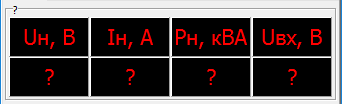 ?
Uн, В Iн, А Рн, кВА Uвх, В
? ? ? ?